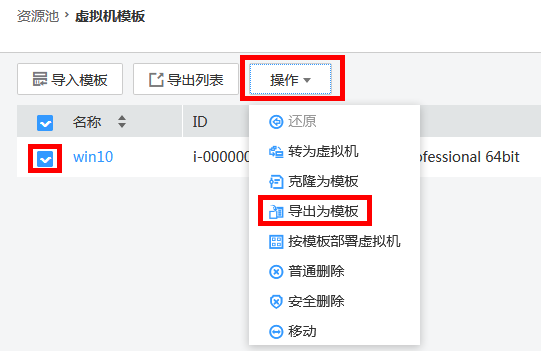 资源池 › 虚拟机模板
导入模板 导出列表 操作
名称 ID
win10 i-000000 ofessional 64bit
还原
转为虚拟机
克隆为模板
导出为模板
按模板部署虚拟机
普通删除
安全删除
移动